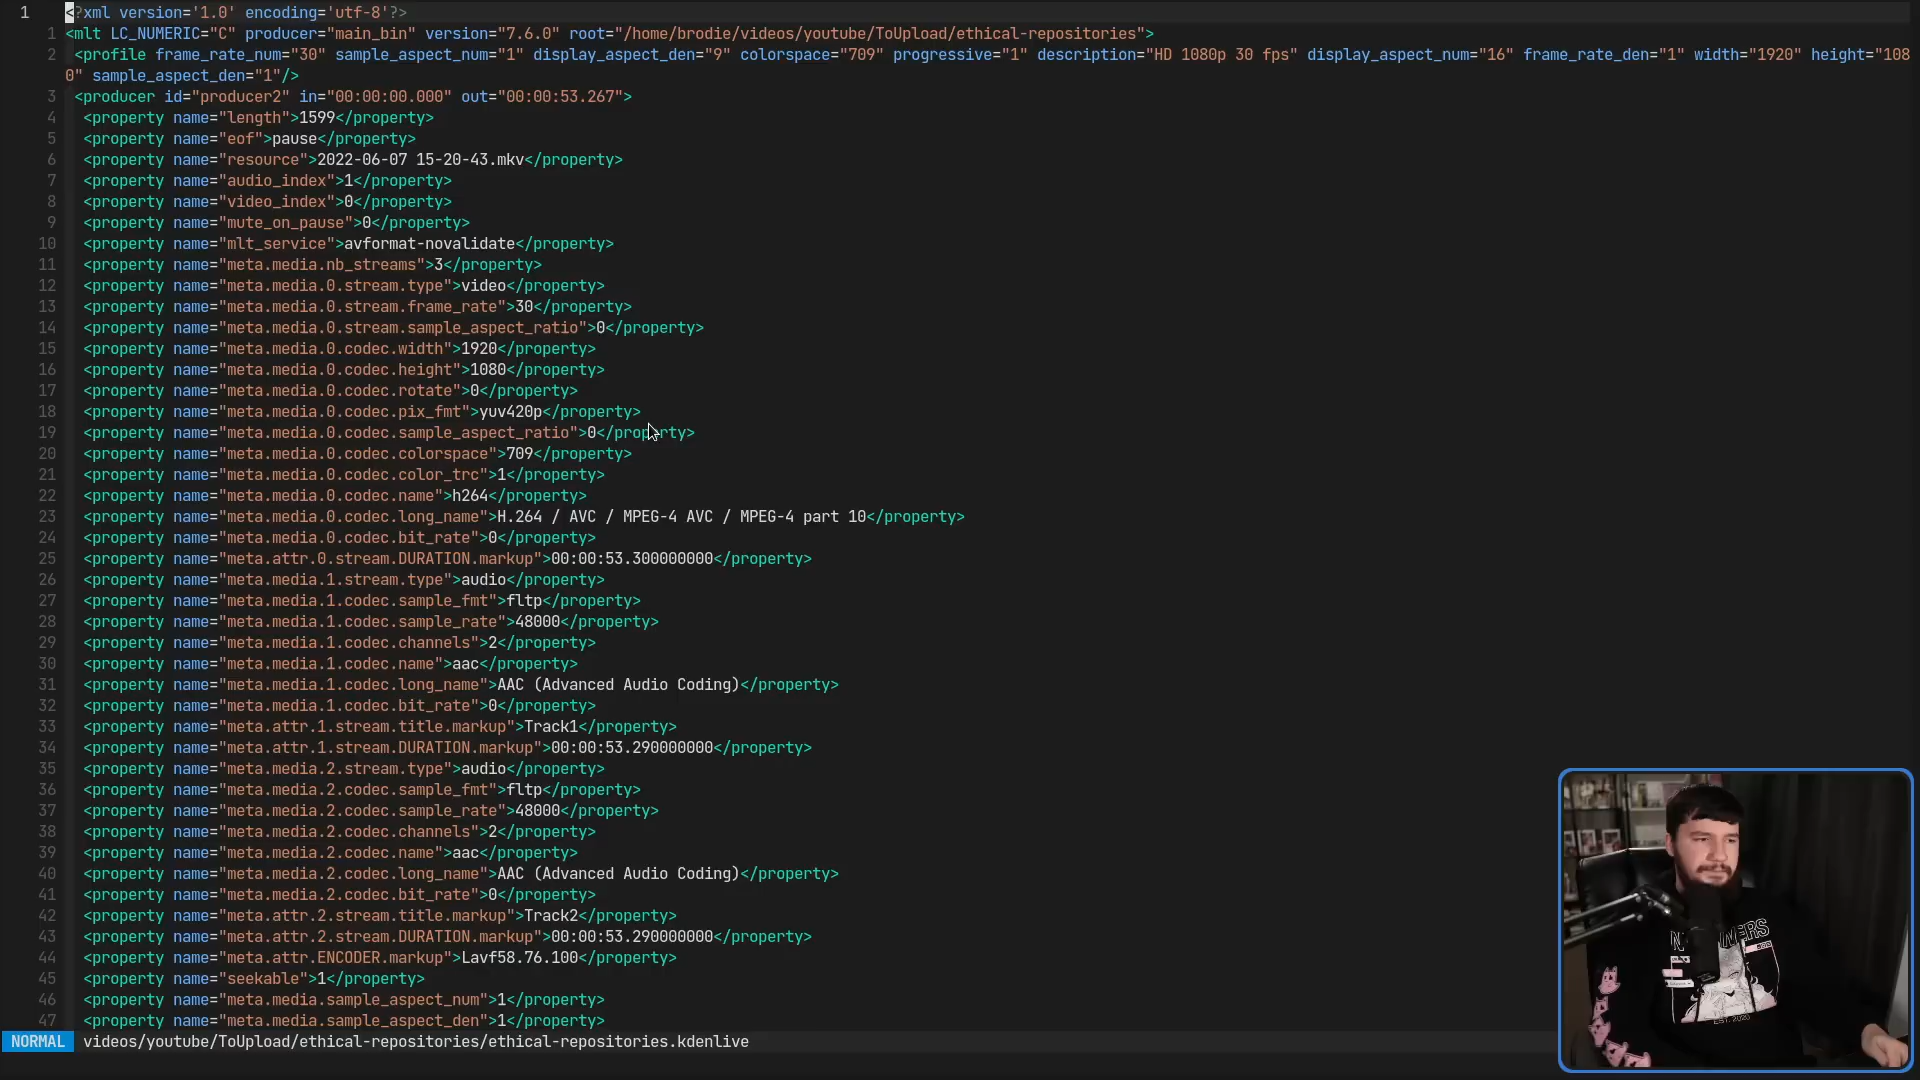 1 <?xml version='1.0' encoding='utf-8'?>
1 <mlt LC_NUMERIC="C" producer="main_bin" version="7.6.0" root="/home/brodie/videos/youtube/ToUpload/ethical-repositories">
2 <profile frame_rate_num="30" sample_aspect_num="1" display_aspect_den="9" colorspace="709" progressive="1" description="HD 1080p 30 fps" display_aspect_num="16" frame_rate_den="1" width="1920" height="108
0" sample_aspect_den="1"/>
3 <producer id="producer2" in="00:00:00.000" out="00:00:53.267">
4 <property name="length">1599</property>
5 <property name="eof">pause</property>
6 <property name="resource">2022-06-07 15-20-43.mkv</property>
7 <property name="audio_index">1</property>
8 <property name="video_index">0</property>
9 <property name="mute_on_pause">0</property>
10 <property name="mlt_service">avformat-novalidate</property>
11 <property name="meta.media.nb_streams">3</property>
12 <property name="meta.media.0.stream.type">video</property>
13 <property name="meta.media.0.stream.frame_rate">30</property>
14 <property name="meta.media.0.stream.sample_aspect_ratio">0</property>
15 <property name="meta.media.0.codec.width">1920</property>
16 <property name="meta.media.0.codec.height">1080</property>
17 <property name="meta.media.0.codec.rotate">0</property>
18 <property name="meta.media.0.codec.pix_fmt">yuv420p</property>
19 <property name="meta.media.0.codec.sample_aspect_ratio">0</property>
20 <property name="meta.media.0.codec.colorspace">709</property>
21 <property name="meta.media.0.codec.color_trc">1</property>
22 <property name="meta.media.0.codec.name">h264</property>
23 <property name="meta.media.0.codec.long_name">H.264 / AVC / MPEG-4 AVC / MPEG-4 part 10</property>
24 <property name="meta.media.0.codec.bit_rate">0</property>
25 <property name="meta.attr.0.stream.DURATION.markup">00:00:53.300000000</property>
26 <property name="meta.media.1.stream.type">audio</property>
27 <property name="meta.media.1.codec.sample_fmt">fltp</property>
28 <property name="meta.media.1.codec.sample_rate">48000</property>
29 <property name="meta.media.1.codec.channels">2</property>
30 <property name="meta.media.1.codec.name">aac</property>
31 <property name="meta.media.1.codec.long_name">AAC (Advanced Audio Coding)</property>
32 <property name="meta.media.1.codec.bit_rate">0</property>
33 <property name="meta.attr.1.stream.title.markup">Track1</property>
34 <property name="meta.attr.1.stream.DURATION.markup">00:00:53.290000000</property>
35 <property name="meta.media.2.stream.type">audio</property>
36 <property name="meta.media.2.codec.sample_fmt">fltp</property>
37 <property name="meta.media.2.codec.sample_rate">48000</property>
38 <property name="meta.media.2.codec.channels">2</property>
39 <property name="meta.media.2.codec.name">aac</property>
40 <property name="meta.media.2.codec.long_name">AAC (Advanced Audio Coding)</property>
41 <property name="meta.media.2.codec.bit_rate">0</property>
42 <property name="meta.attr.2.stream.title.markup">Track2</property>
43 <property name="meta.attr.2.stream.DURATION.markup">00:00:53.290000000</property>
44 <property name="meta.attr.ENCODER.markup">Lavf58.76.100</property>
45 <property name="seekable">1</property>
46 <property name="meta.media.sample_aspect_num">1</property>
47 <property name="meta.media.sample_aspect_den">1</property>
NORMAL videos/youtube/ToUpload/ethical-repositories/ethical-repositories.kdenlive
EST. 2020